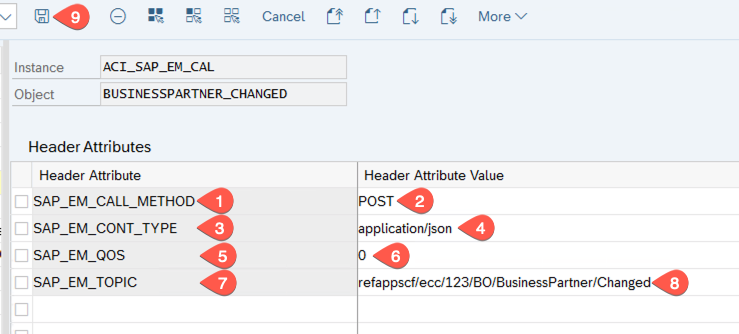 9 Cancel More
Instance ACI_SAP_EM_CAL
Object BUSINESSPARTNER_CHANGED
Header Attributes
Header Attribute Header Attribute Value
SAP_EM_CALL_METHOD 1 POST 2
SAP_EM_CONT_TYPE 3 application/json 4
SAP_EM_QOS 5 0 6
SAP_EM_TOPIC 7 refappscf/ecc/123/BO/BusinessPartner/Changed 8